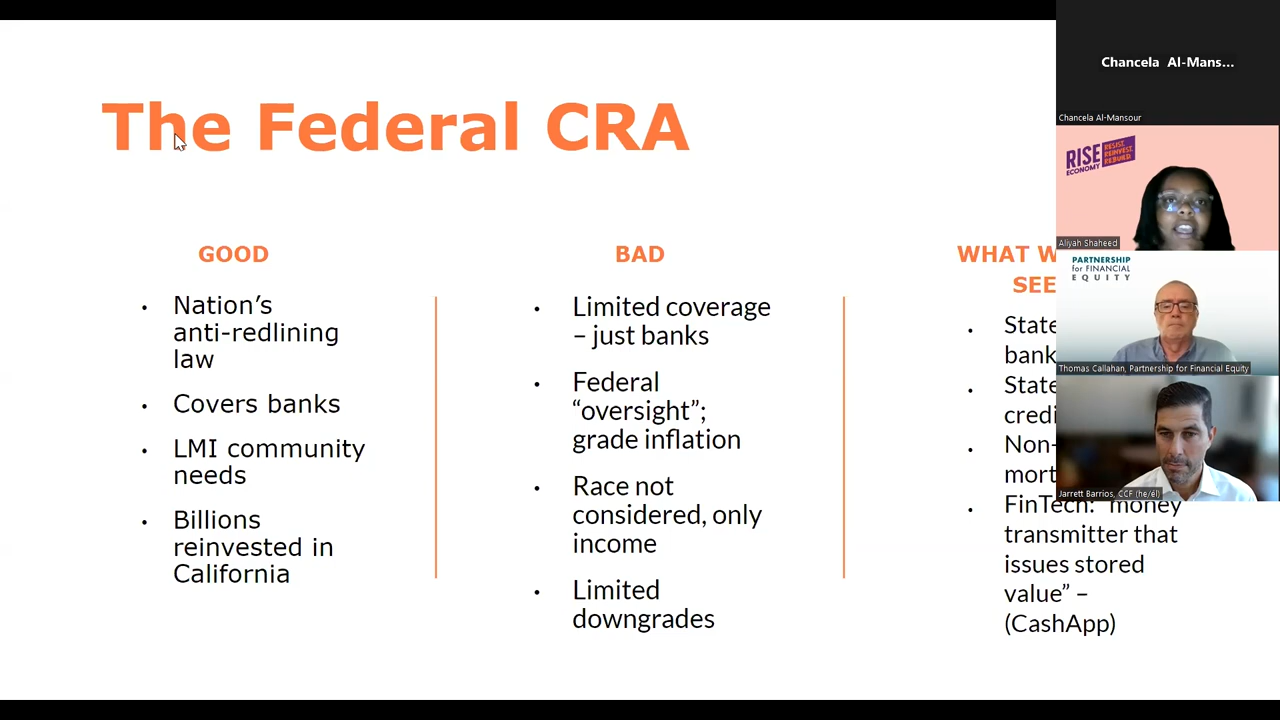 The Federal CRA
GOOD
Nation’s
anti-redlining
law
Covers banks
LMI community
needs
Billions
reinvested in
California
BAD
Limited coverage
– just banks
Federal
“oversight”;
grade inflation
Race not
considered, only
income
Limited
downgrades
WHAT W
SEE
State
bank
State
credi
Non-
mort
FinTech: “money
transmitter that
issues stored
value” –
(CashApp)
Chancela Al-Mans...
Chancela Al-Mansour
RISE
ECONOMY
RESIST.
REINVEST.
REBUILD.
Aliyah Shaheed
PARTNERSHIP
for FINANCIAL
EQUITY
Thomas Callahan, Partnership for Financial Equity
Jarrett Barrios, CCF (he/él)